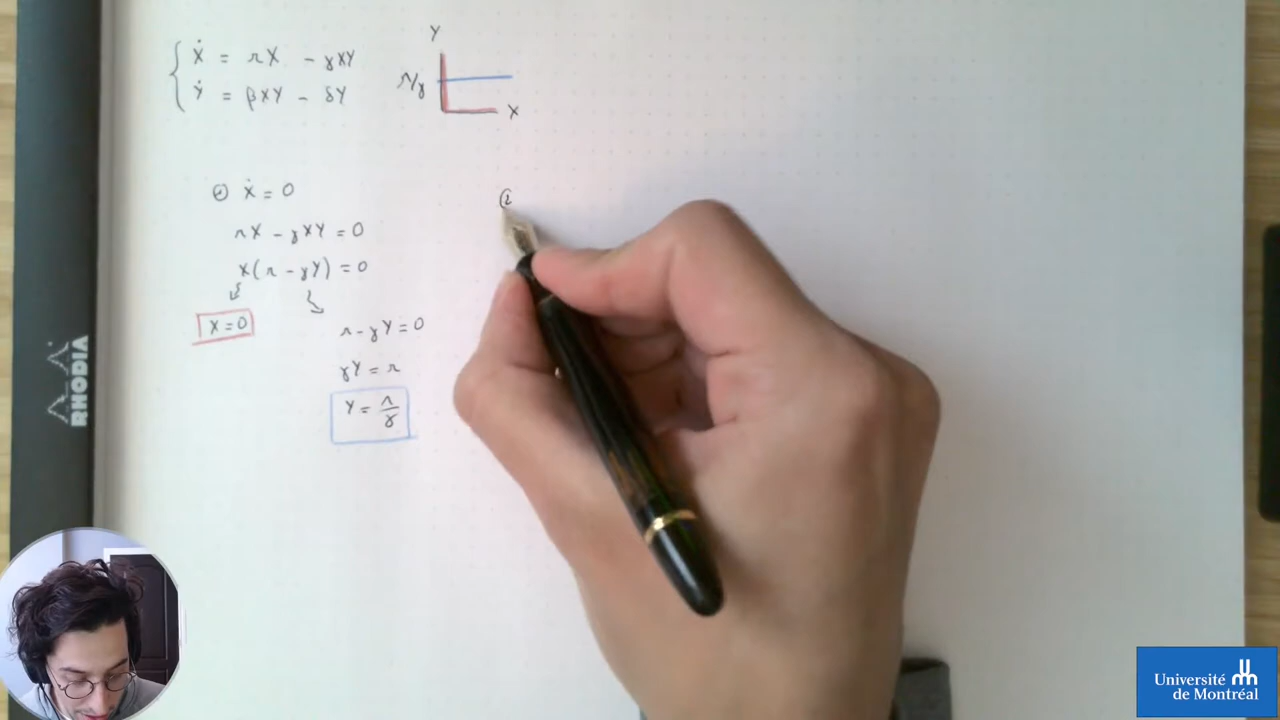 Ẋ = rX - γXY
Ẏ = βXY - δY
Y
r/γ
X
① Ẋ = 0
rX - γXY = 0
X(r - γY) = 0
X = 0
r - γY = 0
γY = r
Y = r/γ
RHODIA
Université
de Montréal